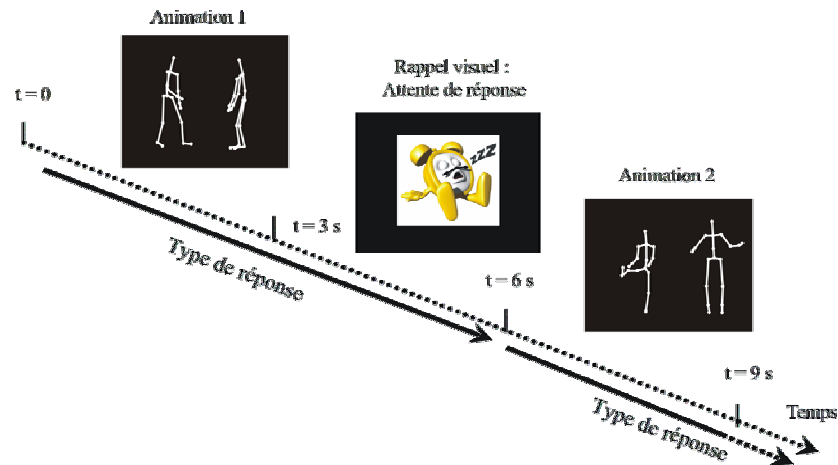 Animation 1
t = 0
Rappel visuel :
Attente de réponse
zzz
Animation 2
t = 3 s
Type de réponse
t = 6 s
t = 9 s
Temps
Type de réponse